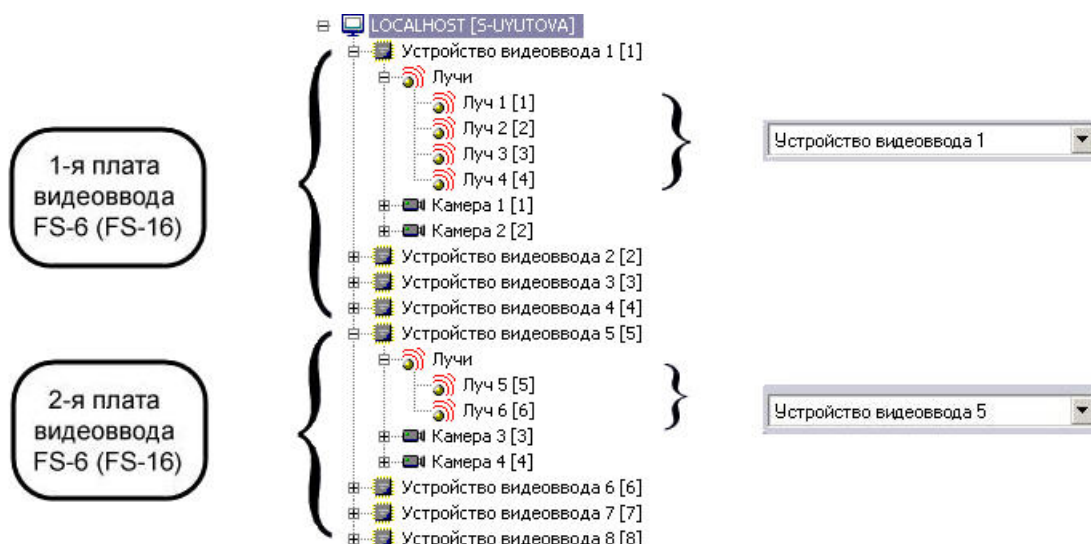 LOCALHOST [S-UYUTOVA]
Устройство видеоввода 1 [1]
Лучи
Луч 1 [1]
Луч 2 [2]
Луч 3 [3]
Луч 4 [4]
Камера 1 [1]
Камера 2 [2]
Устройство видеоввода 2 [2]
Устройство видеоввода 3 [3]
Устройство видеоввода 4 [4]
1-я плата
видеоввода
FS-6 (FS-16)
Устройство видеоввода 1
Устройство видеоввода 5 [5]
Лучи
Луч 5 [5]
Луч 6 [6]
Камера 3 [3]
Камера 4 [4]
Устройство видеоввода 6 [6]
Устройство видеоввода 7 [7]
Устройство видеоввода 8 [8]
2-я плата
видеоввода
FS-6 (FS-16)
Устройство видеоввода 5